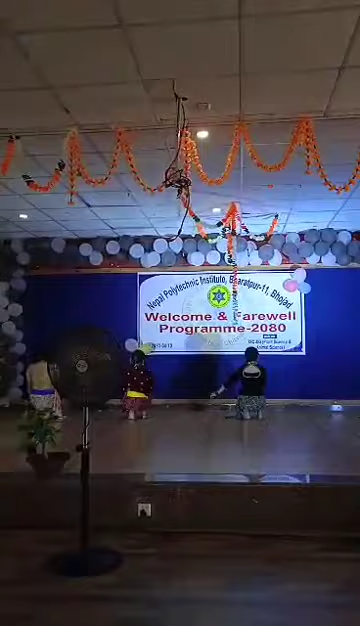 Nepal Polytechnic Institute, Bharatpur-11, Bhojad
Welcome & Farewell
Programme-2080